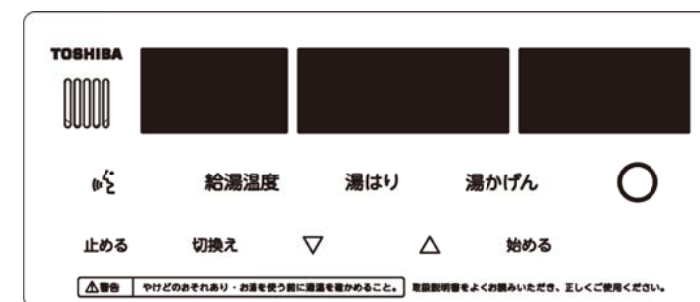 TOSHIBA
給湯温度 湯はり 湯かげん
止める 切換え ▽ △ 始める
⚠警告 やけどのおそれあり・お湯を使う前に湯温を確かめること。 取扱説明書をよくお読みいただき、正しくご使用ください。